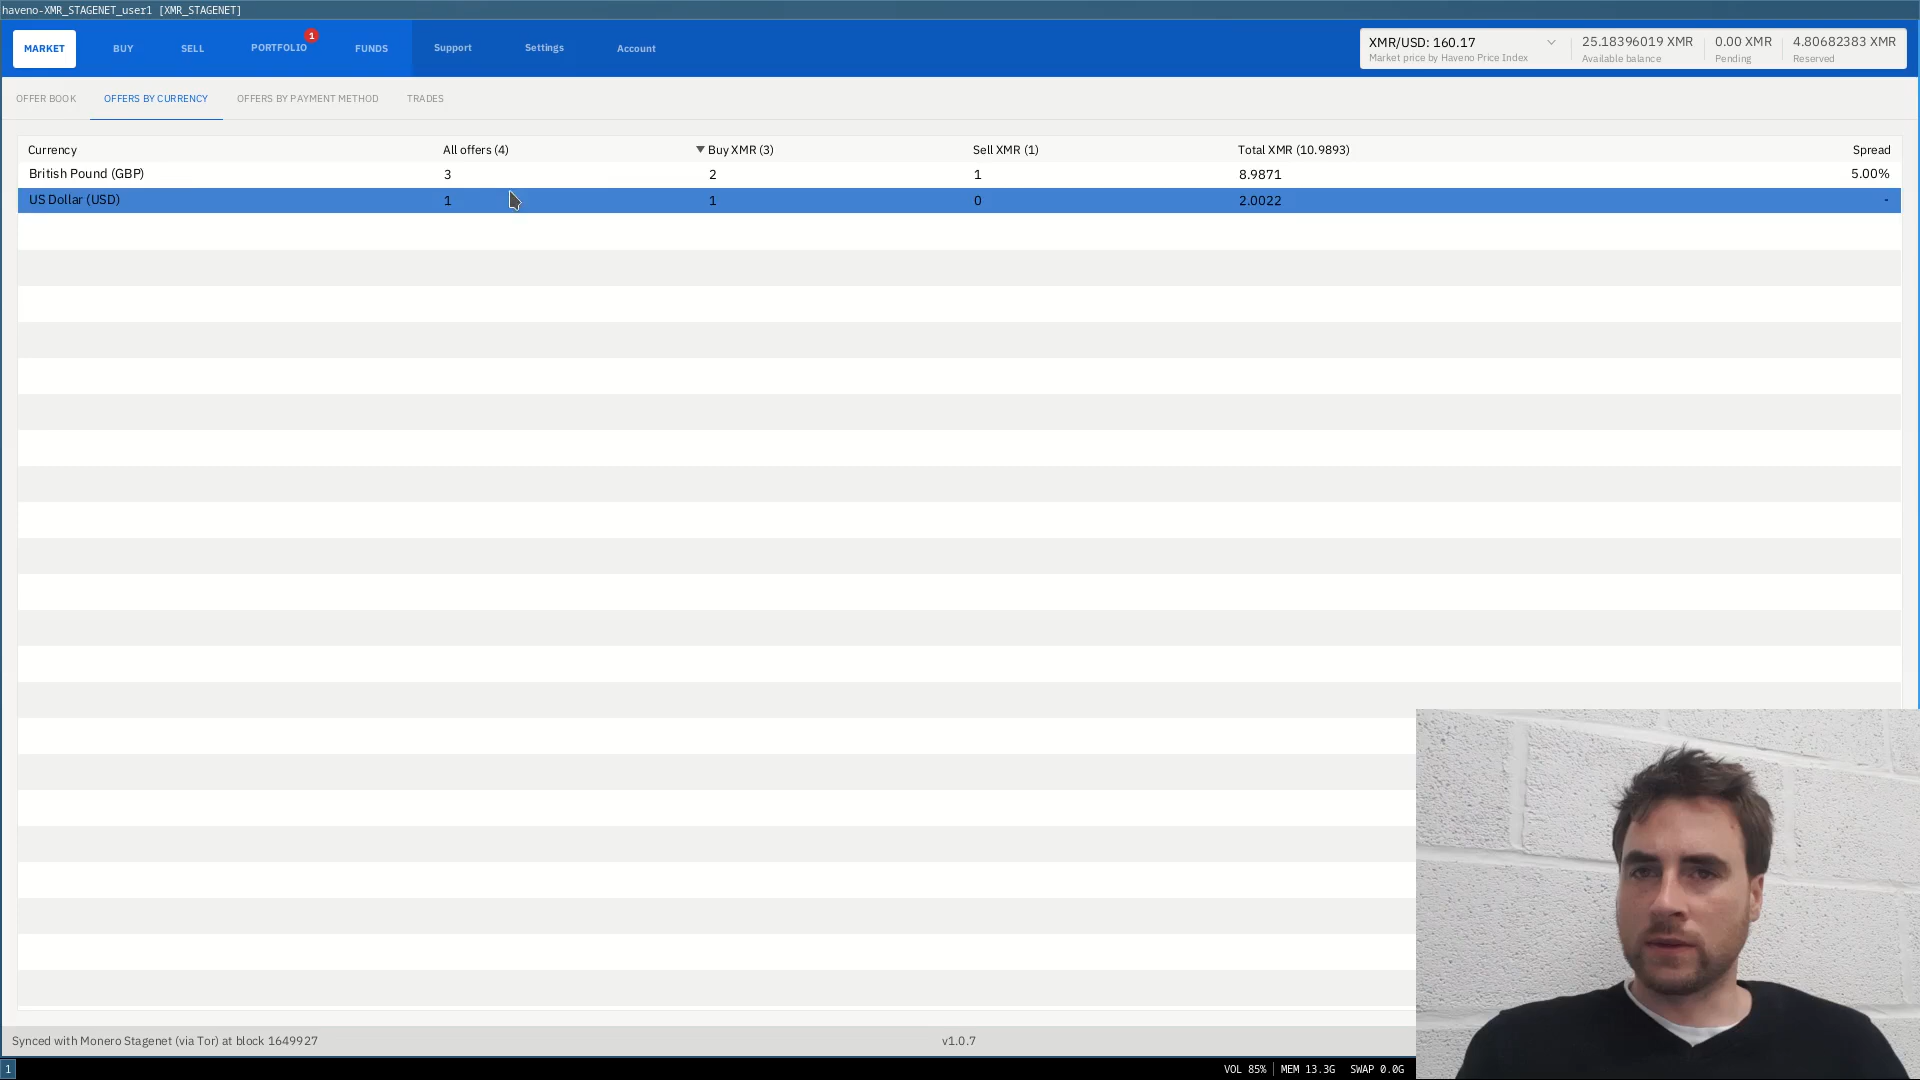 haveno-XMR_STAGENET_user1 [XMR_STAGENET]
MARKET BUY SELL PORTFOLIO 1 FUNDS Support Settings Account
XMR/USD: 160.17 25.18396019 XMR 0.00 XMR 4.80682383 XMR
Market price by Haveno Price Index Available balance Pending Reserved
OFFER BOOK OFFERS BY CURRENCY OFFERS BY PAYMENT METHOD TRADES
Currency All offers (4) Buy XMR (3) Sell XMR (1) Total XMR (10.9893) Spread
British Pound (GBP) 3 2 1 8.9871 5.00%
US Dollar (USD) 1 1 0 2.0022 -
Synced with Monero Stagenet (via Tor) at block 1649927 v1.0.7
1 VOL 85% MEM 13.3G SWAP 0.0G